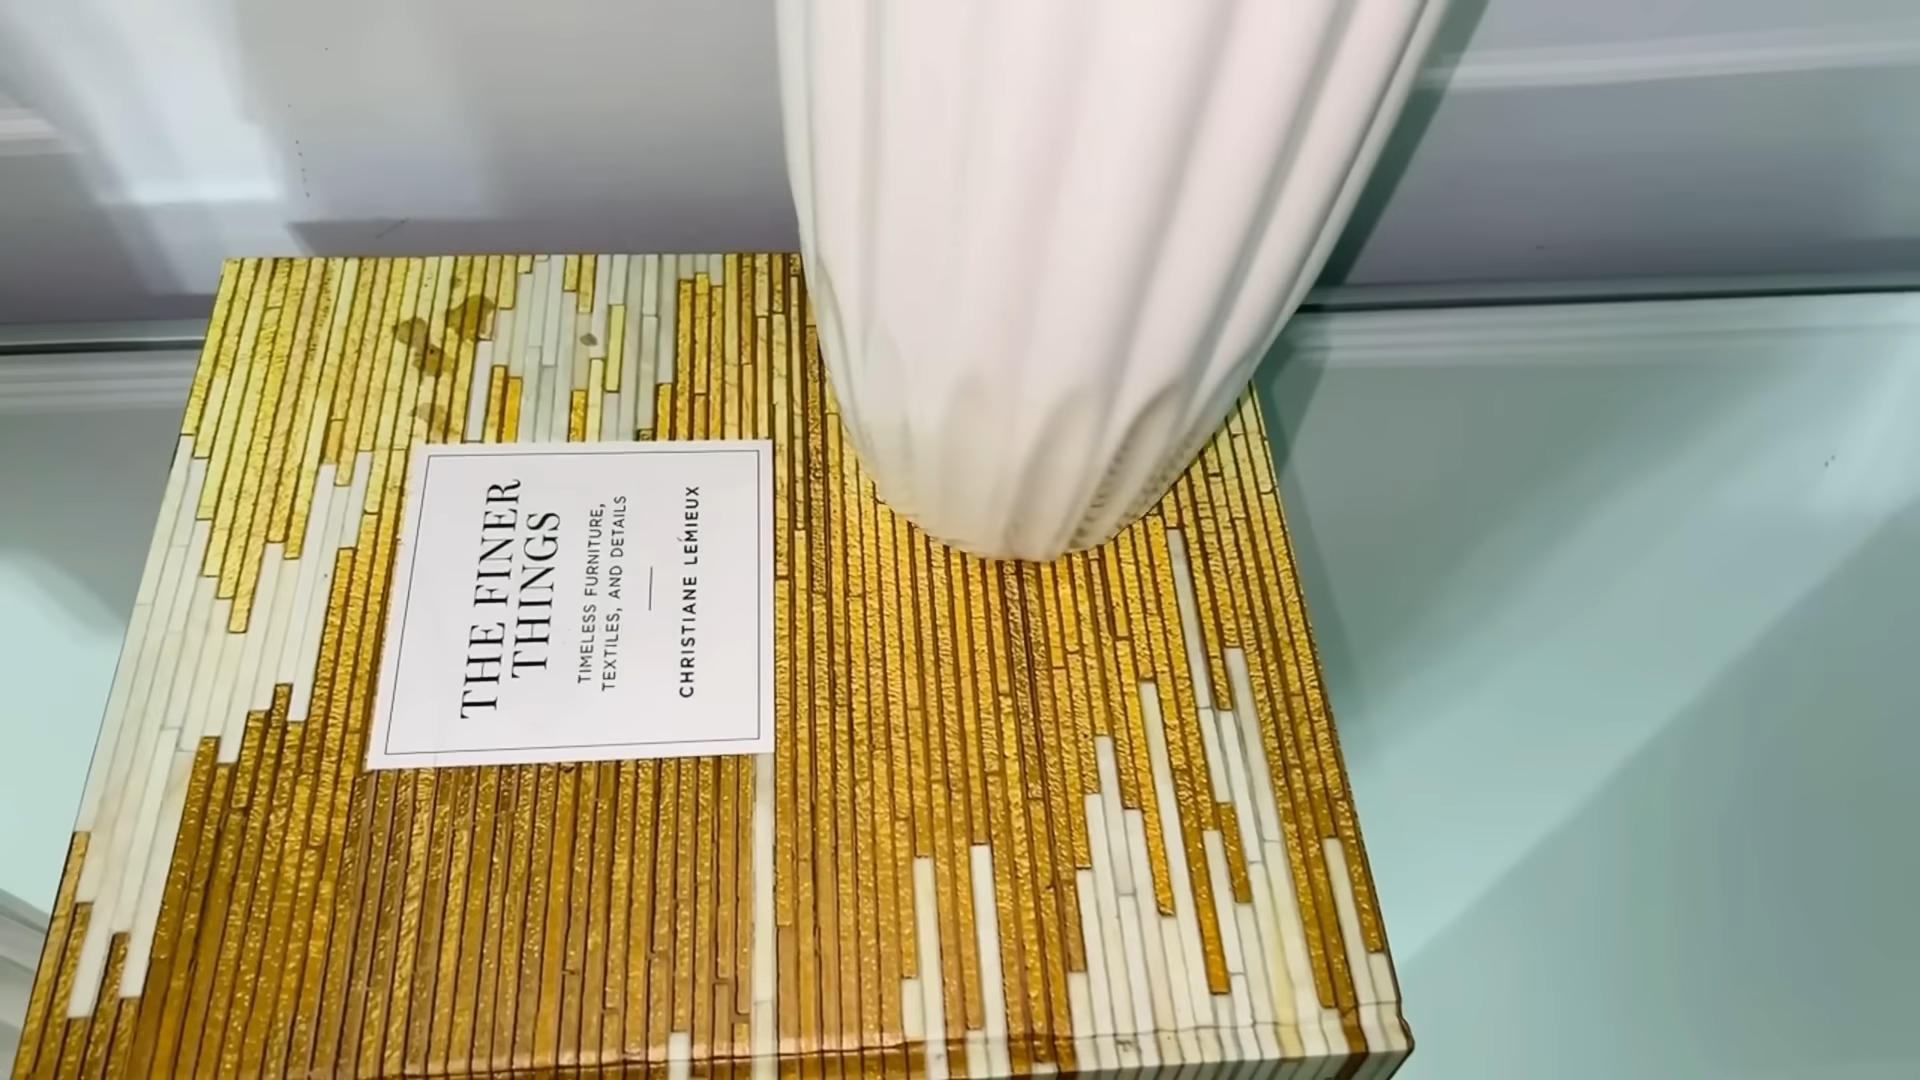 THE FINER
THINGS
TIMELESS FURNITURE,
TEXTILES, AND DETAILS
CHRISTIANE LEMIEUX